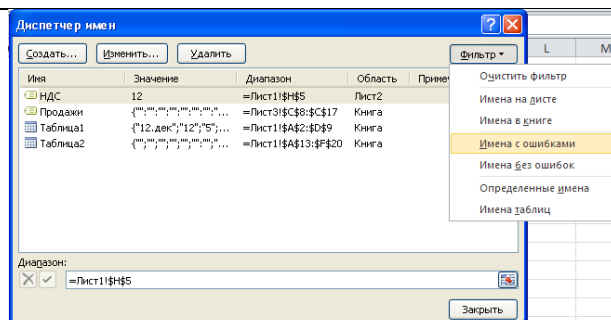 Диспетчер имен
Создать... Изменить... Удалить Фильтр
L M
Имя Значение Диапазон Область
НДС 12 =Лист1!$H$5 Лист2
Продажи {"";"";"";"";"";"";"... =Лист3!$C$8:$C$17 Книга
Таблица1 {"12.дек";"12";"5";... =Лист1!$A$2:$D$9 Книга
Таблица2 {"";"";"";"";"";"";"... =Лист1!$A$13:$F$20 Книга
Очистить фильтр
Имена на листе
Имена в книге
Имена с ошибками
Имена без ошибок
Определенные имена
Имена таблиц
Диапазон:
=Лист1!$H$5
Закрыть